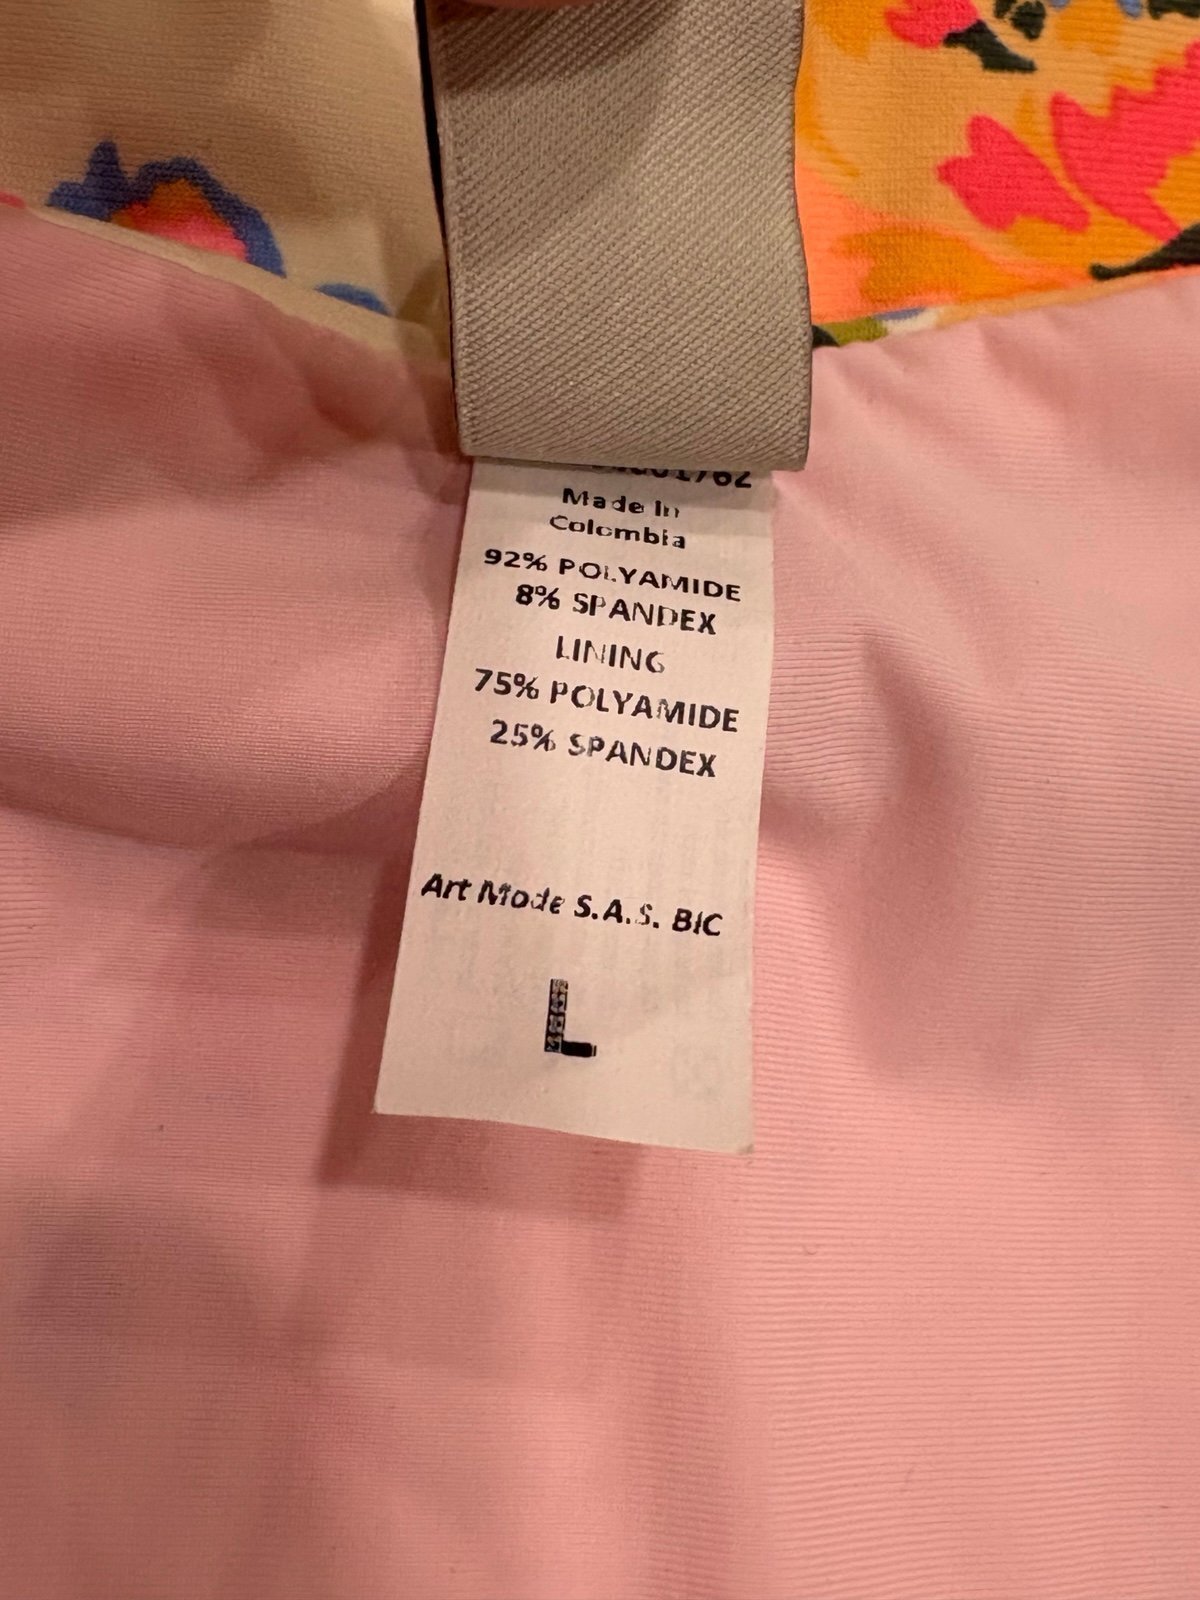 Made in
Colombia
92% POLYAMIDE
8% SPANDEX
LINING
75% POLYAMIDE
25% SPANDEX
Art Mode S.A.S. BIC
L